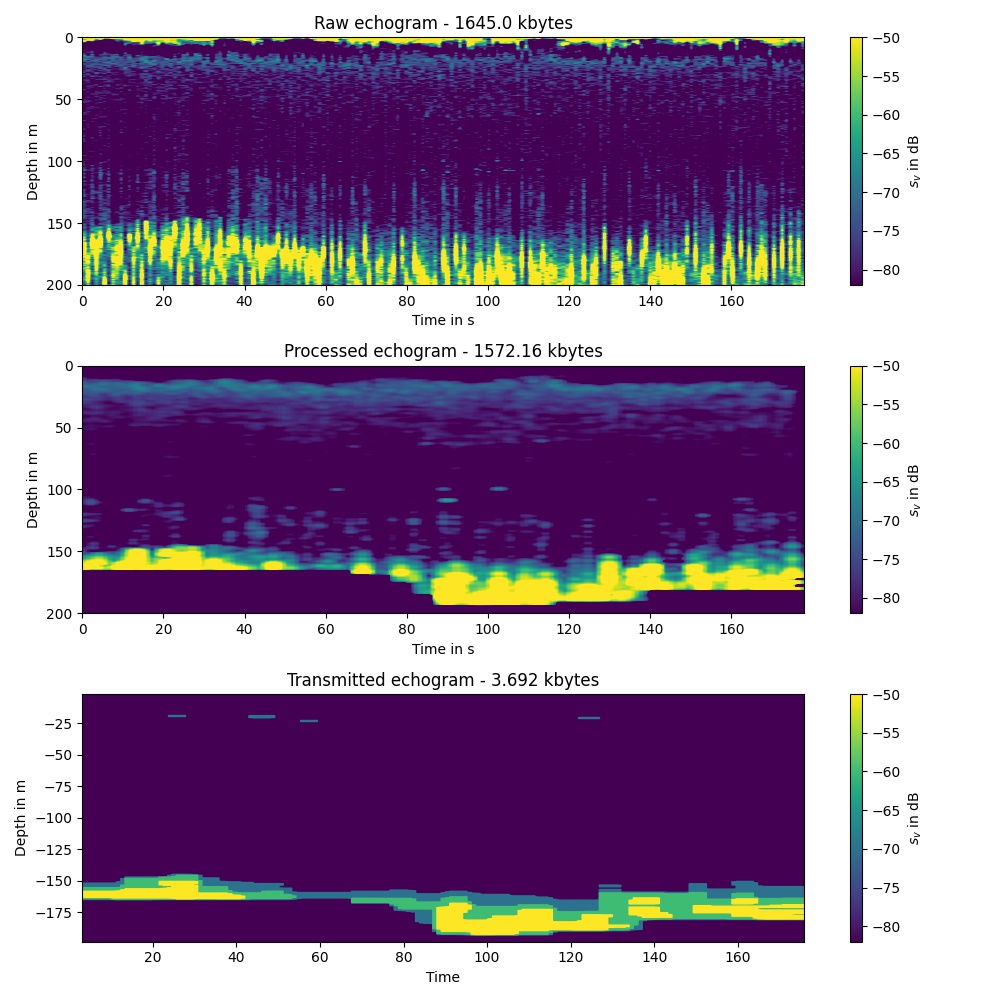 Raw echogram - 1645.0 kbytes
0
50
100
150
200
Depth in m
0 20 40 60 80 100 120 140 160
Time in s
−50
−55
−60
−65
−70
−75
−80
sv in dB
Processed echogram - 1572.16 kbytes
0
50
100
150
200
Depth in m
0 20 40 60 80 100 120 140 160
Time in s
−50
−55
−60
−65
−70
−75
−80
sv in dB
Transmitted echogram - 3.692 kbytes
−25
−50
−75
−100
−125
−150
−175
Depth in m
20 40 60 80 100 120 140 160
Time
−50
−55
−60
−65
−70
−75
−80
sv in dB